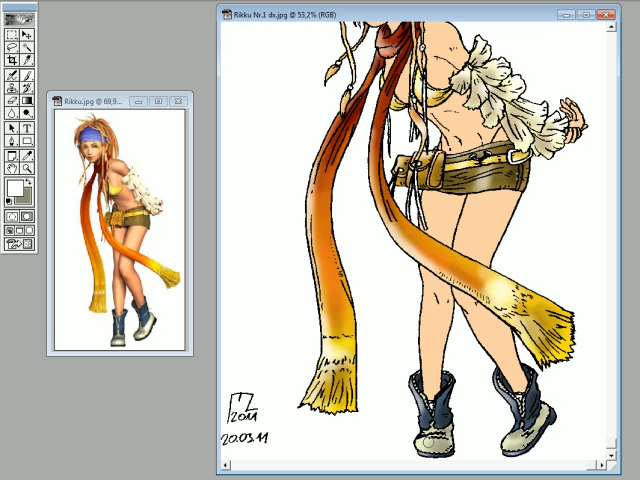 Rikku Nr.1 dx.jpg @ 53,2% (RGB)
Rikku.jpg @ 69,9...
T
2011
20.03.11